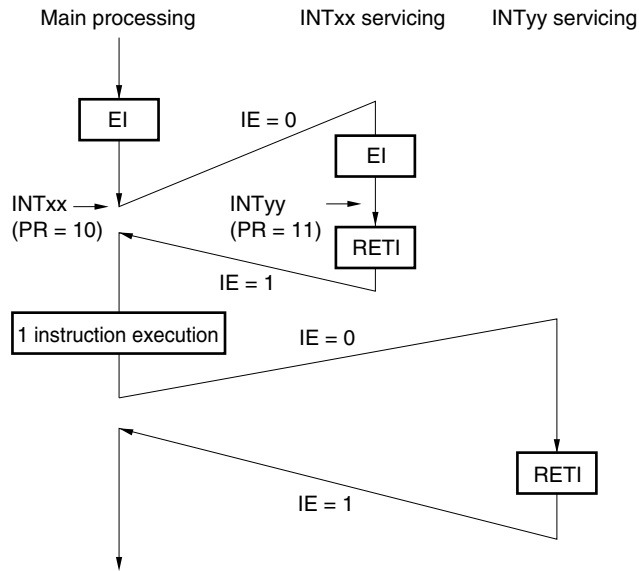 Main processing
INTxx servicing
INTyy servicing
EI
IE = 0
EI
INTxx
(PR = 10)
INTyy
(PR = 11)
RETI
IE = 1
1 instruction execution
IE = 0
RETI
IE = 1